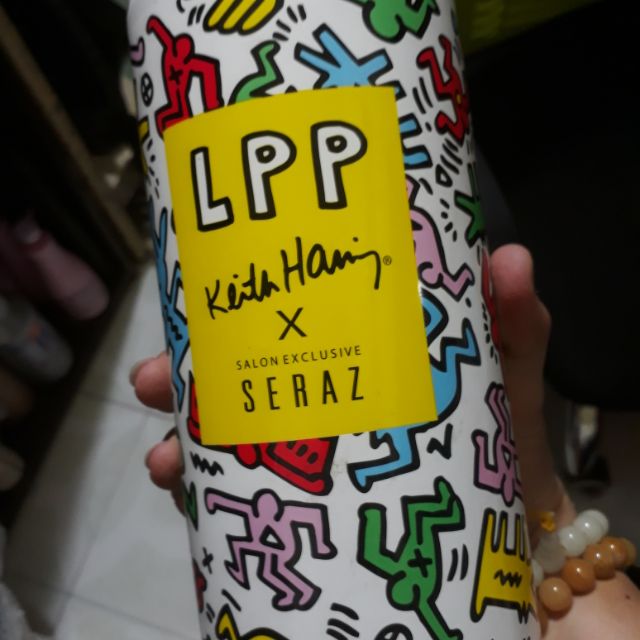 LPP
Keith Haring®
X
SALON EXCLUSIVE
SERAZ